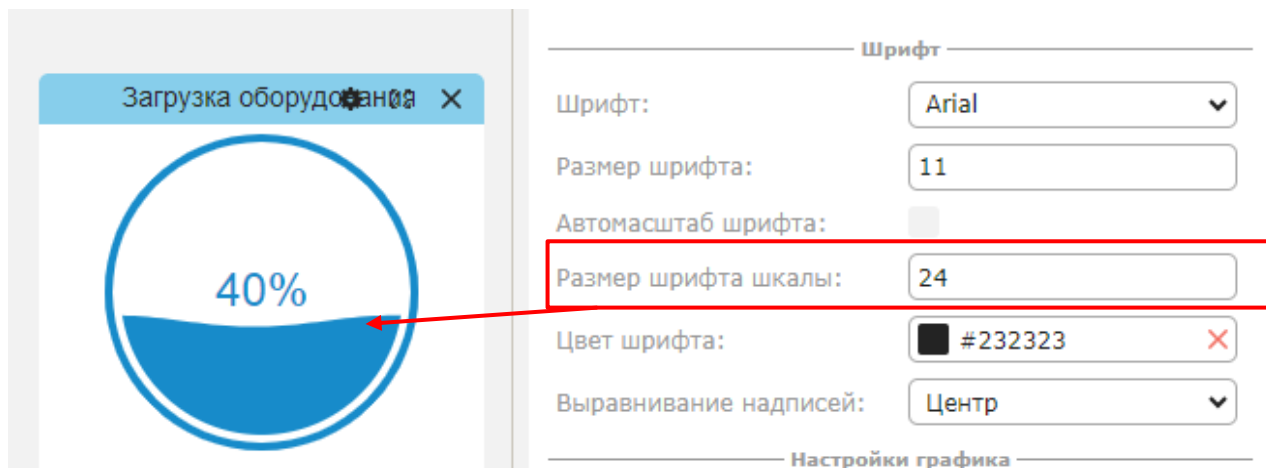 Загрузка оборудования
40%
Шрифт
Шрифт: Arial
Размер шрифта: 11
Автомасштаб шрифта:
Размер шрифта шкалы: 24
Цвет шрифта: #232323
Выравнивание надписей: Центр
Настройки графика